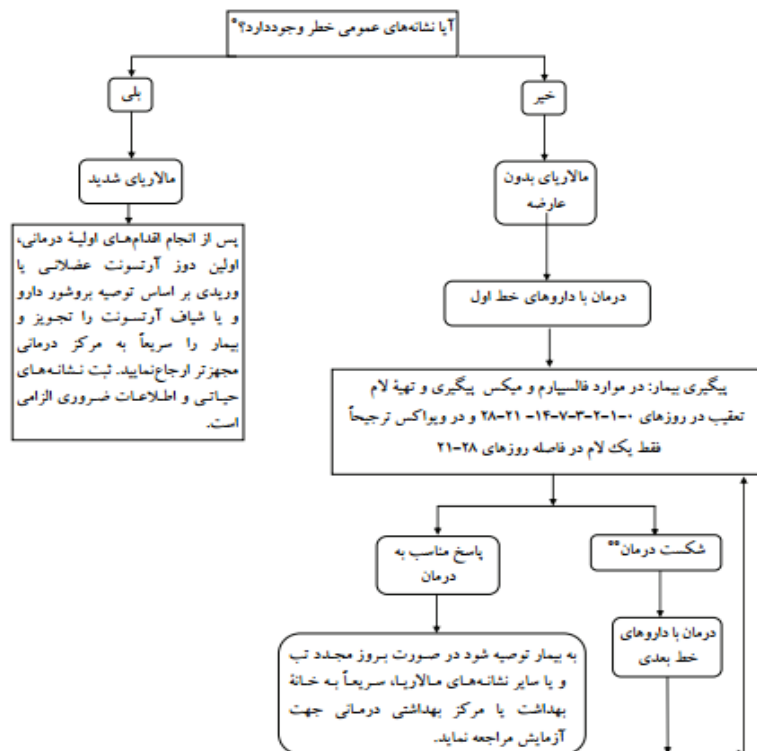 آیا نشانه‌های عمومی خطر وجوددارد؟*
بلی
خیر
مالاریای شدید
مالاریای بدون
عارضه
پس از انجام اقدام‌های اولیهٔ درمانی،
اولین دوز آرتسونت عضلانی یا
وریدی بر اساس توصیه بروشور دارو
و یا شیاف آرتسونت را تجویز و
بیمار را سریعاً به مرکز درمانی
مجهزتر ارجاع‌نمایید. ثبت نشانه‌های
حیاتی و اطلاعات ضروری الزامی
است.
درمان با داروهای خط اول
پیگیری بیمار: در موارد فالسیپارم و میکس پیگیری و تهیهٔ لام
تعقیب در روزهای ۰-۱-۲-۳-۷-۱۴- ۲۱-۲۸ و در ویواکس ترجیحاً
فقط یک لام در فاصله روزهای ۲۸-۲۱
پاسخ مناسب به
درمان
شکست درمان**
درمان با داروهای
خط بعدی
به بیمار توصیه شود در صورت بروز مجدد تب
و یا سایر نشانه‌های مالاریا، سریعاً به خانهٔ
بهداشت یا مرکز بهداشتی درمانی جهت
آزمایش مراجعه نماید.